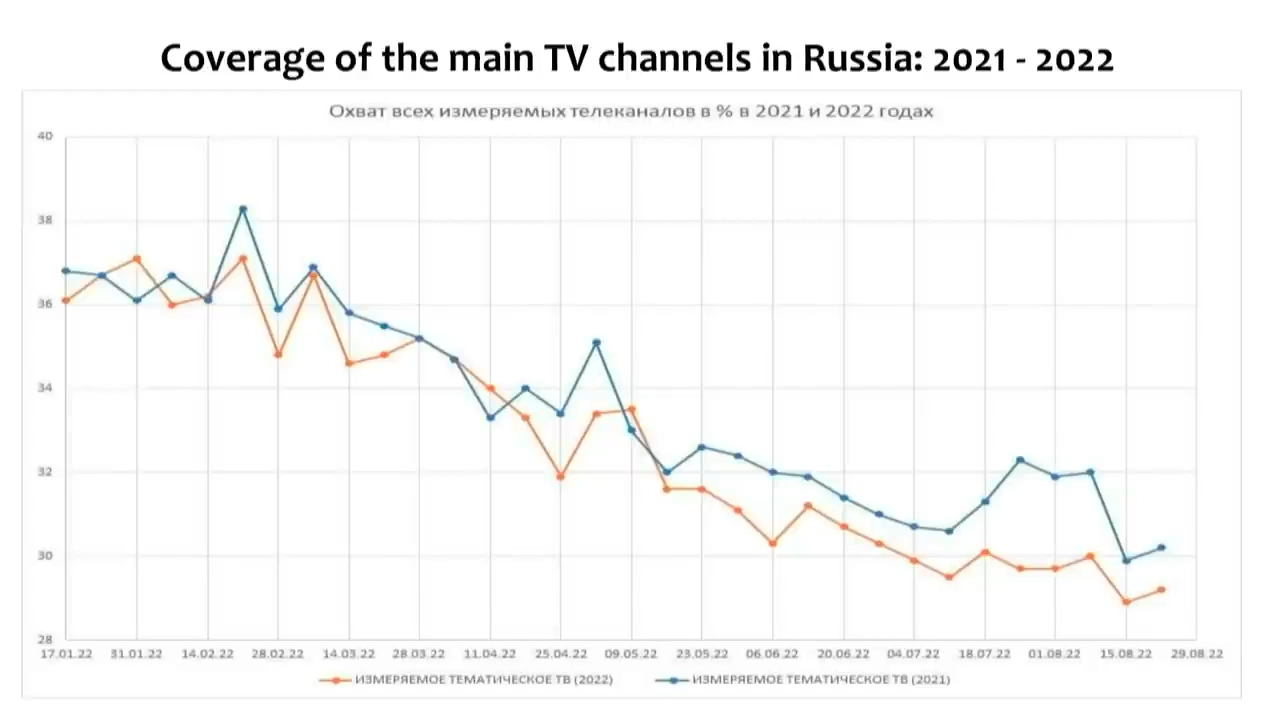 Coverage of the main TV channels in Russia: 2021 - 2022
Охват всех измеряемых телеканалов в % в 2021 и 2022 годах
40
38
36
34
32
30
28
17.01.22 31.01.22 14.02.22 28.02.22 14.03.22 28.03.22 11.04.22 25.04.22 09.05.22 23.05.22 06.06.22 20.06.22 04.07.22 18.07.22 01.08.22 15.08.22 29.08.22
ИЗМЕРЯЕМОЕ ТЕМАТИЧЕСКОЕ ТВ (2022) ИЗМЕРЯЕМОЕ ТЕМАТИЧЕСКОЕ ТВ (2021)